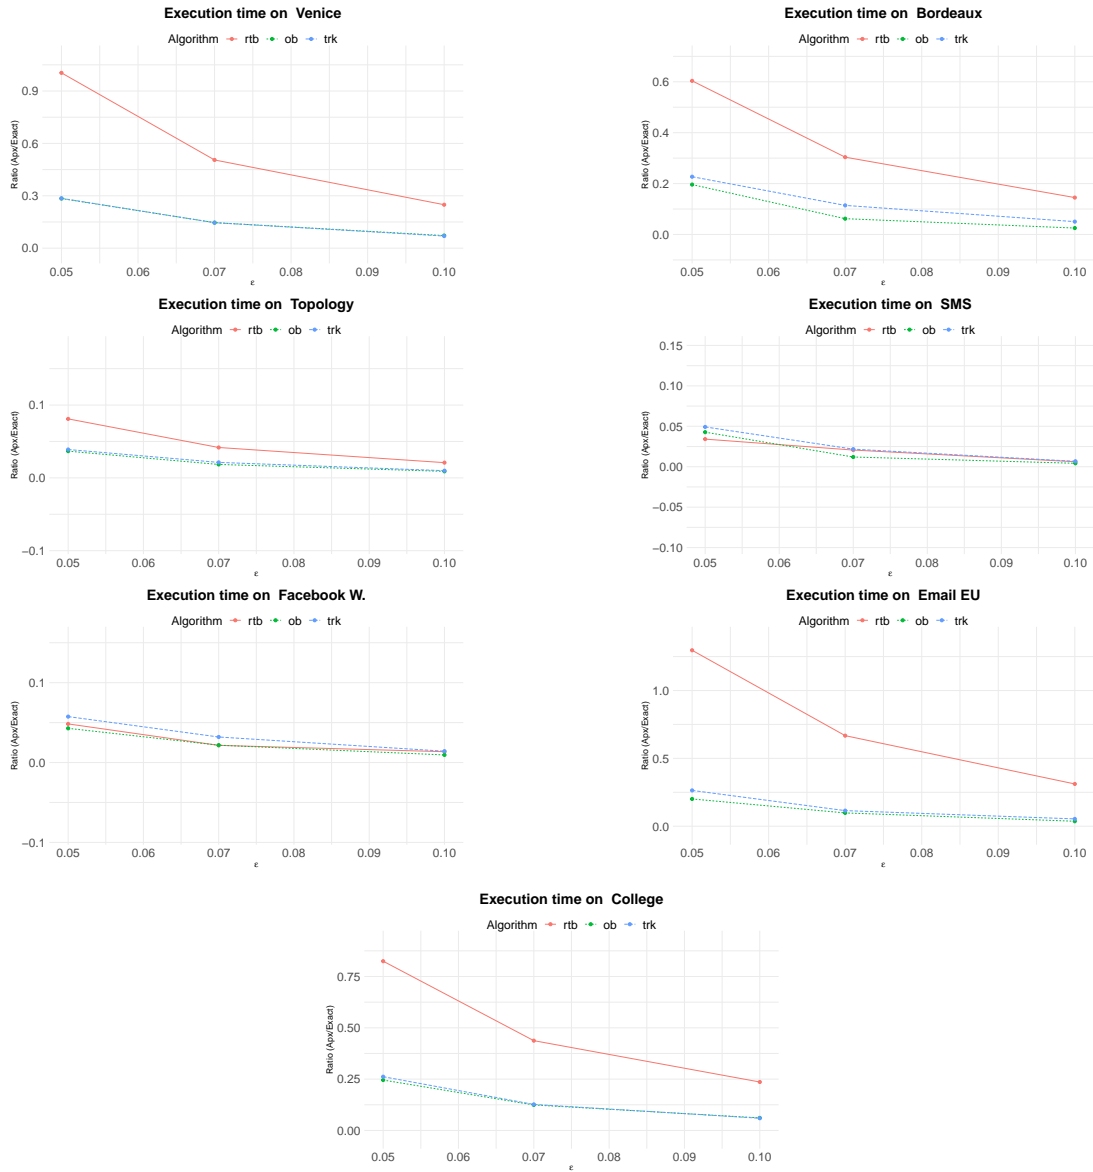 Execution time on  Venice
Algorithm rtb ob trk
Ratio (Apx/Exact)
0.9
0.6
0.3
0.0
0.05 0.06 0.07 0.08 0.09 0.10
ε
Execution time on  Bordeaux
Algorithm rtb ob trk
Ratio (Apx/Exact)
0.6
0.4
0.2
0.0
0.05 0.06 0.07 0.08 0.09 0.10
ε
Execution time on  Topology
Algorithm rtb ob trk
Ratio (Apx/Exact)
0.1
0.0
−0.1
0.05 0.06 0.07 0.08 0.09 0.10
ε
Execution time on  SMS
Algorithm rtb ob trk
Ratio (Apx/Exact)
0.15
0.10
0.05
0.00
−0.05
−0.10
0.05 0.06 0.07 0.08 0.09 0.10
ε
Execution time on  Facebook W.
Algorithm rtb ob trk
Ratio (Apx/Exact)
0.1
0.0
−0.1
0.05 0.06 0.07 0.08 0.09 0.10
ε
Execution time on  Email EU
Algorithm rtb ob trk
Ratio (Apx/Exact)
1.0
0.5
0.0
0.05 0.06 0.07 0.08 0.09 0.10
ε
Execution time on  College
Algorithm rtb ob trk
Ratio (Apx/Exact)
0.75
0.50
0.25
0.00
0.05 0.06 0.07 0.08 0.09 0.10
ε